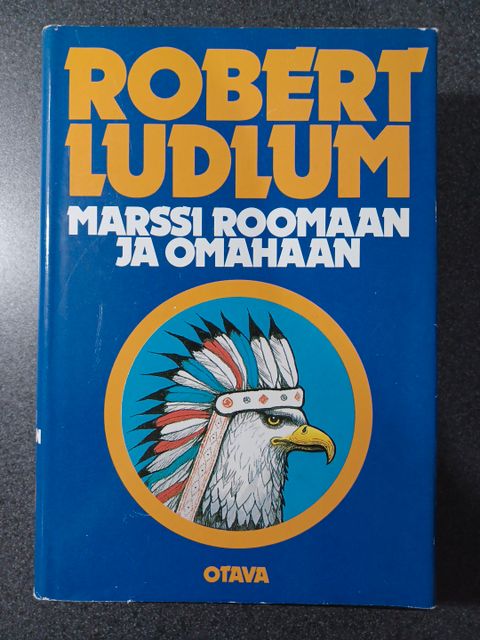 ROBERT
LUDLUM
MARSSI ROOMAAN
JA OMAHAAN
OTAVA